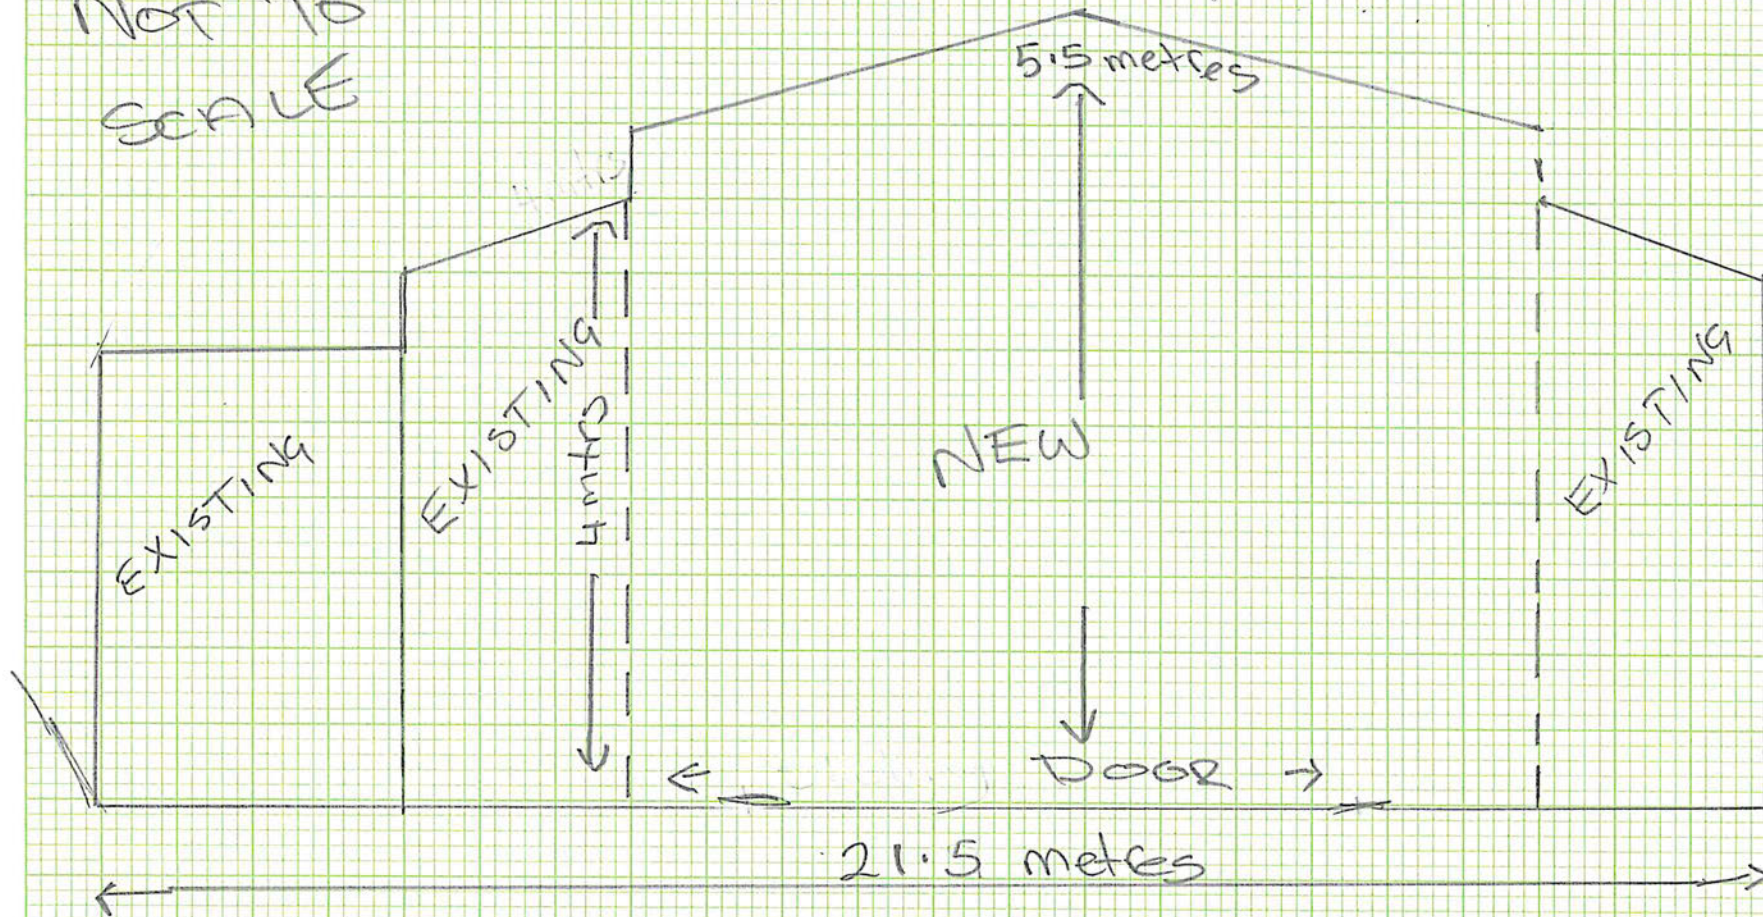 NOT TO
SCALE
5.5 metres
EXISTING
EXISTING
4 mtrs
NEW
EXISTING
← DOOR →
21.5 metres